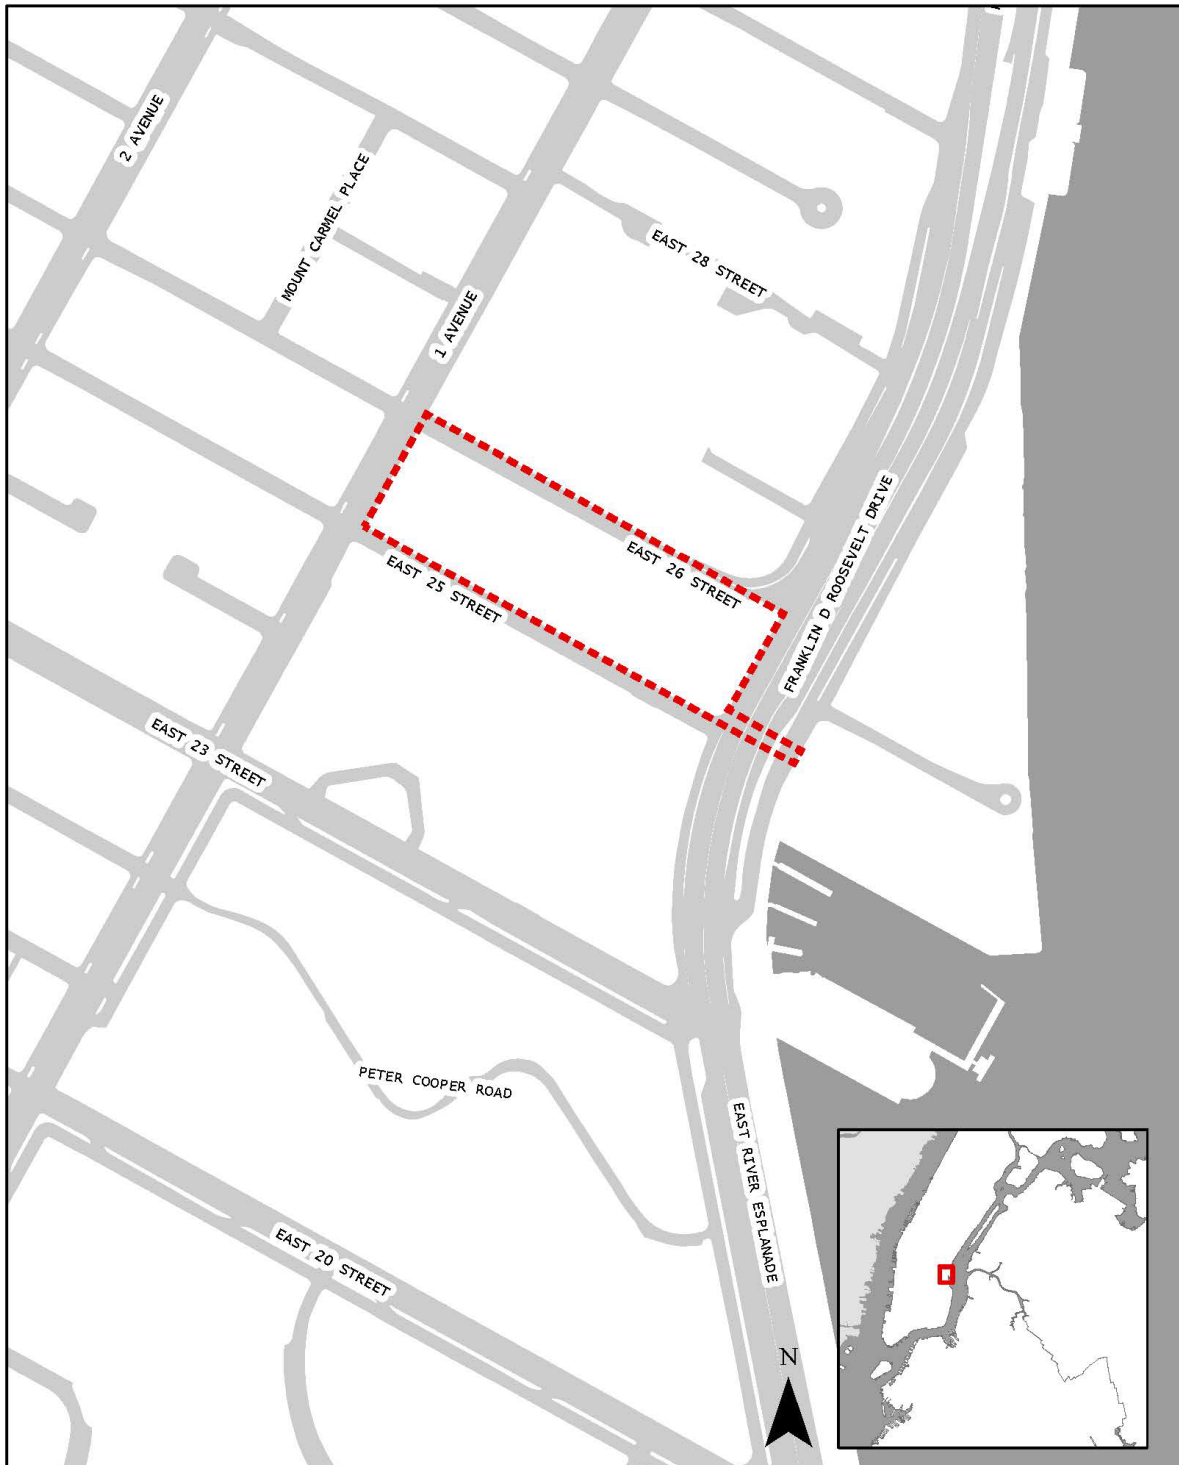 2 AVENUE
MOUNT CARMEL PLACE
EAST 28 STREET
1 AVENUE
FRANKLIN D ROOSEVELT DRIVE
EAST 26 STREET
EAST 25 STREET
EAST 23 STREET
PETER COOPER ROAD
EAST RIVER ESPLANADE
EAST 20 STREET
N